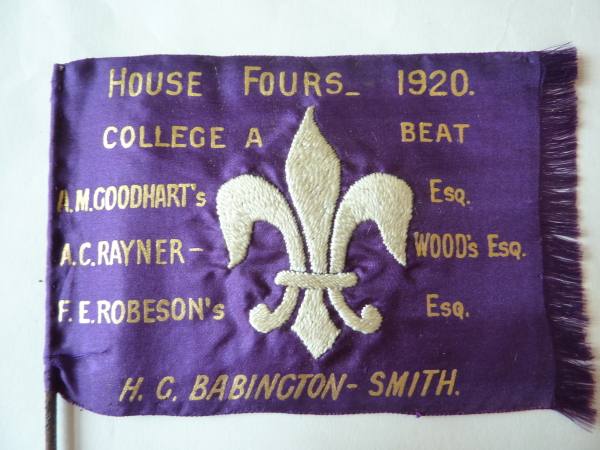 HOUSE FOURS_ 1920.
COLLEGE A BEAT
A.M.GOODHART's Esq.
A.C.RAYNER- WOOD's Esq.
F.E.ROBESON's Esq.
H. C. BABINGTON-SMITH.